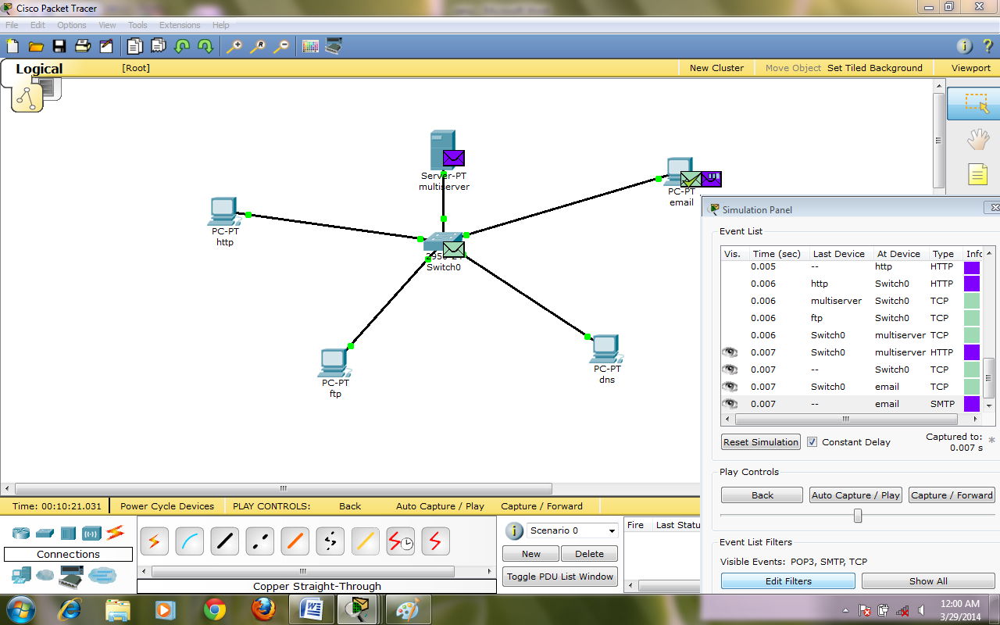 Cisco Packet Tracer
File Edit Options View Tools Extensions Help
Logical [Root] New Cluster Move Object Set Tiled Background Viewport
Server-PT
multiserver
PC-PT
email
PC-PT
http
Switch0
PC-PT
ftp
PC-PT
dns
Simulation Panel
Event List
Vis. Time (sec) Last Device At Device Type Info
0.005 -- http HTTP
0.006 http Switch0 HTTP
0.006 multiserver Switch0 TCP
0.006 ftp Switch0 TCP
0.006 Switch0 multiserver TCP
0.007 Switch0 multiserver HTTP
0.007 -- Switch0 TCP
0.007 Switch0 email TCP
0.007 -- email SMTP
Reset Simulation Constant Delay Captured to: *
0.007 s
Play Controls
Back Auto Capture / Play Capture / Forward
Event List Filters
Visible Events: POP3, SMTP, TCP
Edit Filters Show All
Time: 00:10:21.031 Power Cycle Devices PLAY CONTROLS: Back Auto Capture / Play Capture / Forward
Connections
Copper Straight-Through
Scenario 0
New Delete
Toggle PDU List Window
Fire Last Statu
12:00 AM
3/29/2014